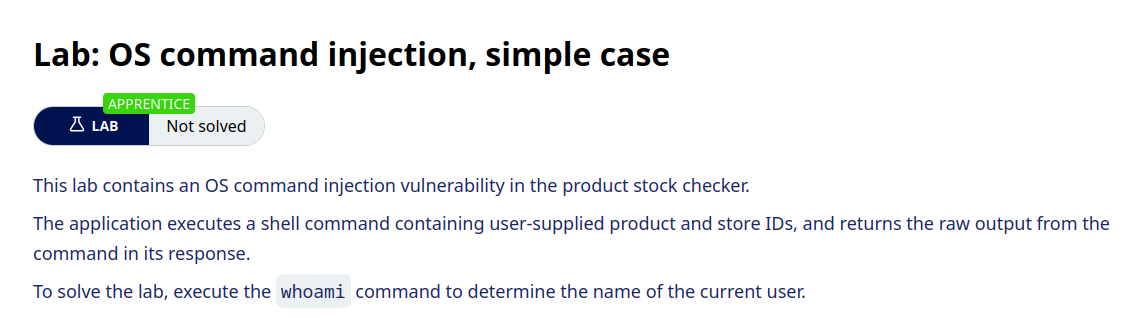 Lab: OS command injection, simple case
APPRENTICE
LAB Not solved
This lab contains an OS command injection vulnerability in the product stock checker.
The application executes a shell command containing user-supplied product and store IDs, and returns the raw output from the
command in its response.
To solve the lab, execute the whoami command to determine the name of the current user.